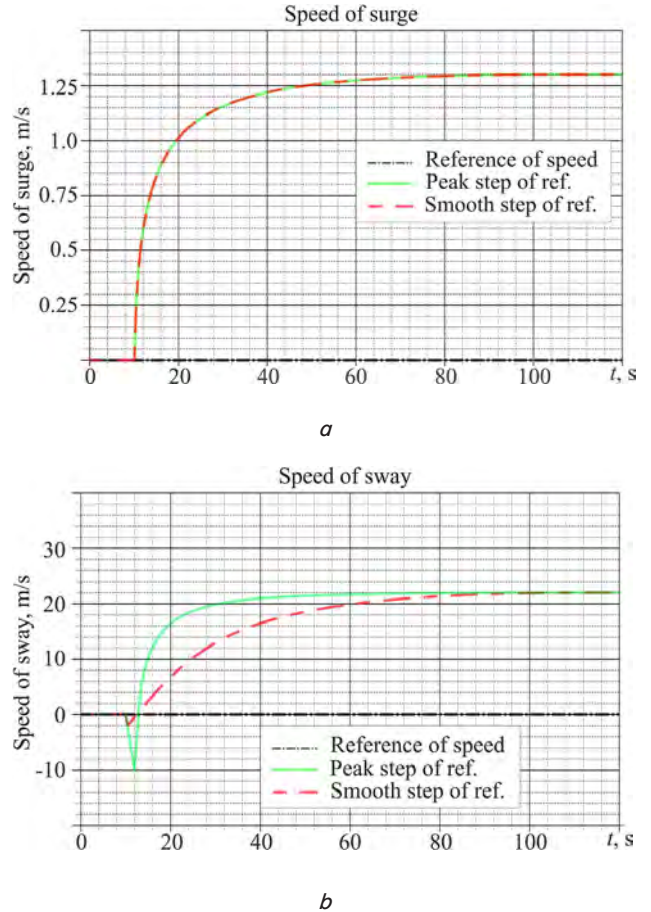 Speed of surge
Speed of surge, m/s
1.25
1.0
0.75
0.5
0.25
Reference of speed
Peak step of ref.
Smooth step of ref.
0 20 40 60 80 100 t, s
a
Speed of sway
Speed of sway, m/s
30
20
10
0
-10
Reference of speed
Peak step of ref.
Smooth step of ref.
0 20 40 60 80 100 t, s
b